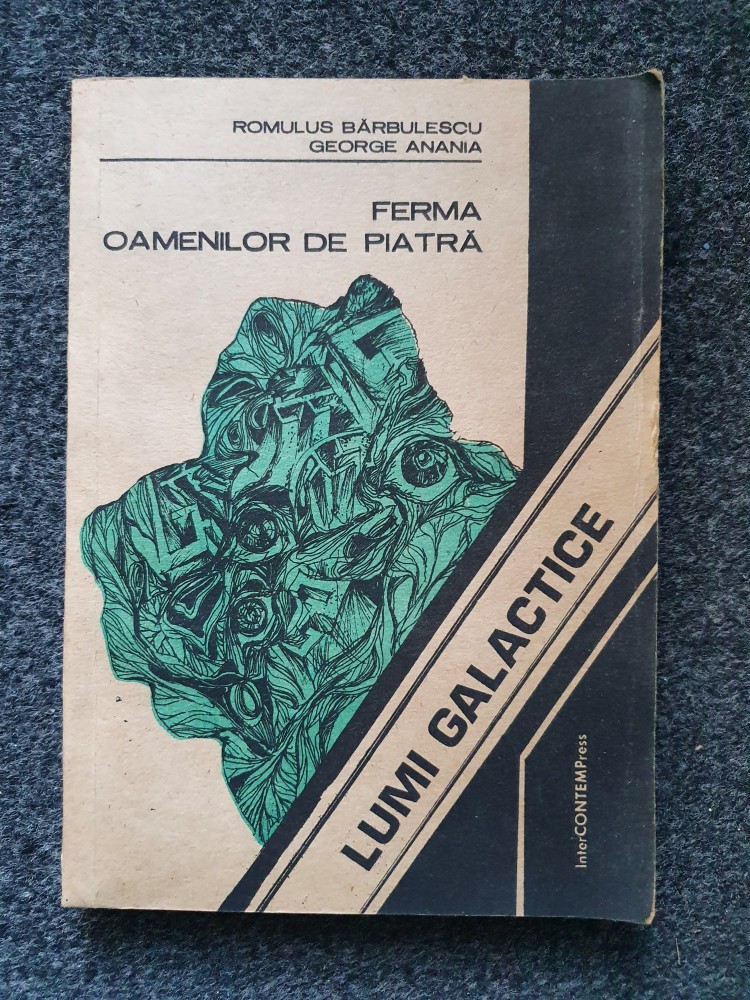 ROMULUS BĂRBULESCU
GEORGE ANANIA
FERMA
OAMENILOR DE PIATRĂ
LUMI GALACTICE
InterCONTEMPress